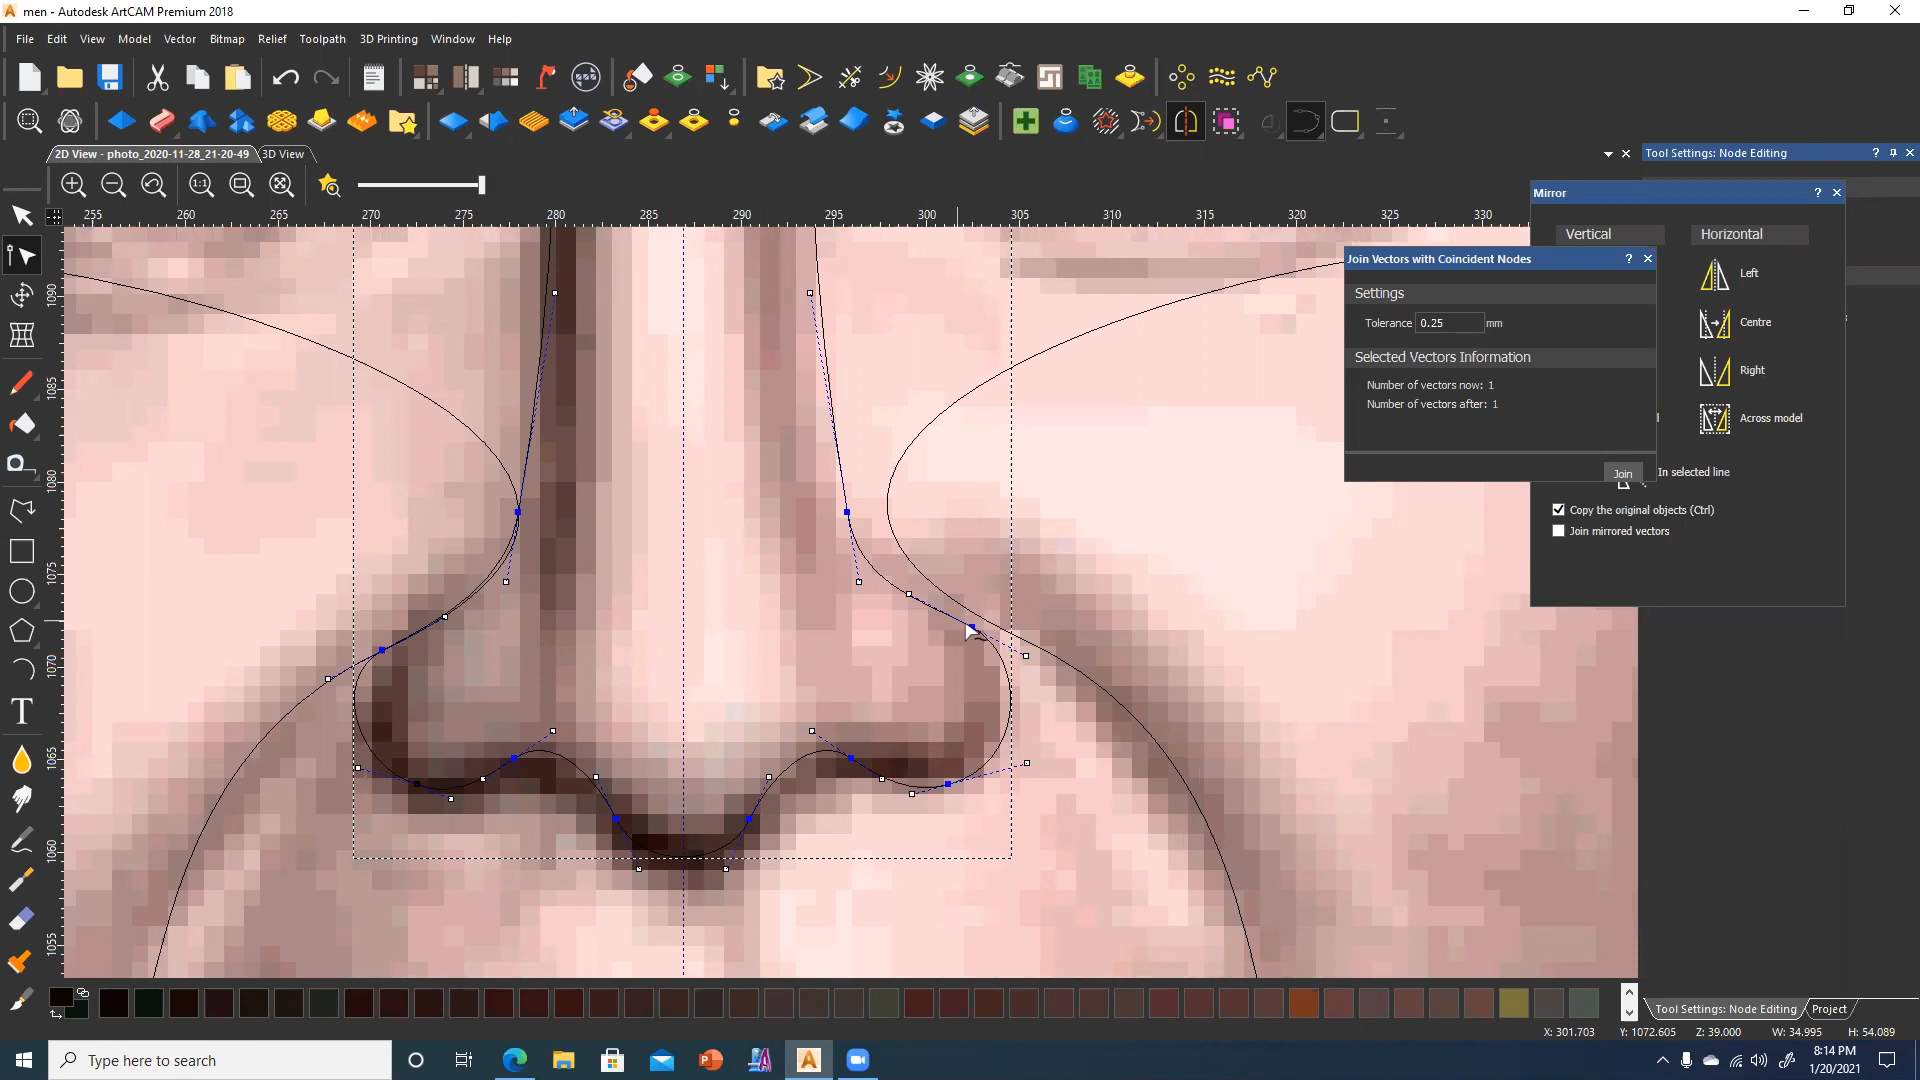 men - Autodesk ArtCAM Premium 2018
File Edit View Model Vector Bitmap Relief Toolpath 3D Printing Window Help
2D View - photo_2020-11-28_21-20-49 3D View
Tool Settings: Node Editing
1:1
Mirror
255 260 265 270 275 280 285 290 295 300 305 310 315 320 325 330
Vertical Horizontal
Join Vectors with Coincident Nodes
Left
Settings
Tolerance 0.25 mm
Centre
Selected Vectors Information
Right
Number of vectors now: 1
Number of vectors after: 1
Across model
Join
In selected line
Copy the original objects (Ctrl)
Join mirrored vectors
1090
1085
1080
1075
1070
1065
1060
1055
T
Tool Settings: Node Editing Project
X: 301.703 Y: 1072.605 Z: 39.000 W: 34.995 H: 54.089
Type here to search
8:14 PM
1/20/2021